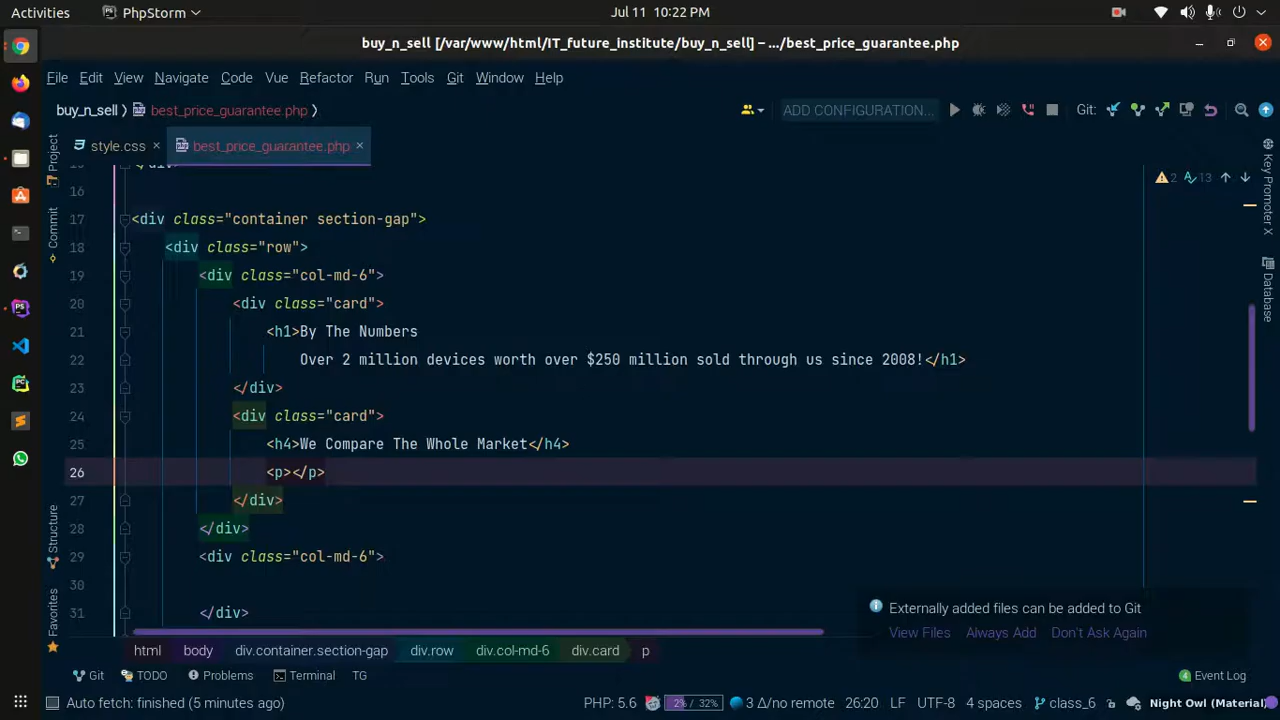 Activities PhpStorm Jul 11 10:22 PM
buy_n_sell [/var/www/html/IT_future_institute/buy_n_sell] – .../best_price_guarantee.php
File Edit View Navigate Code Vue Refactor Run Tools Git Window Help
buy_n_sell best_price_guarantee.php ADD CONFIGURATION... Git:
style.css best_price_guarantee.php
Project
Commit
Structure
Favorites
Key Promoter X
Database
2 13
16
17 <div class="container section-gap">
18 <div class="row">
19 <div class="col-md-6">
20 <div class="card">
21 <h1>By The Numbers
22 Over 2 million devices worth over $250 million sold through us since 2008!</h1>
23 </div>
24 <div class="card">
25 <h4>We Compare The Whole Market</h4>
26 <p></p>
27 </div>
28 </div>
29 <div class="col-md-6">
30
31 </div>
Externally added files can be added to Git
View Files Always Add Don't Ask Again
html body div.container.section-gap div.row div.col-md-6 div.card p
Git TODO Problems Terminal TG Event Log
Auto fetch: finished (5 minutes ago) PHP: 5.6 2% / 32% 3 Δ/no remote 26:20 LF UTF-8 4 spaces class_6 Night Owl (Material)